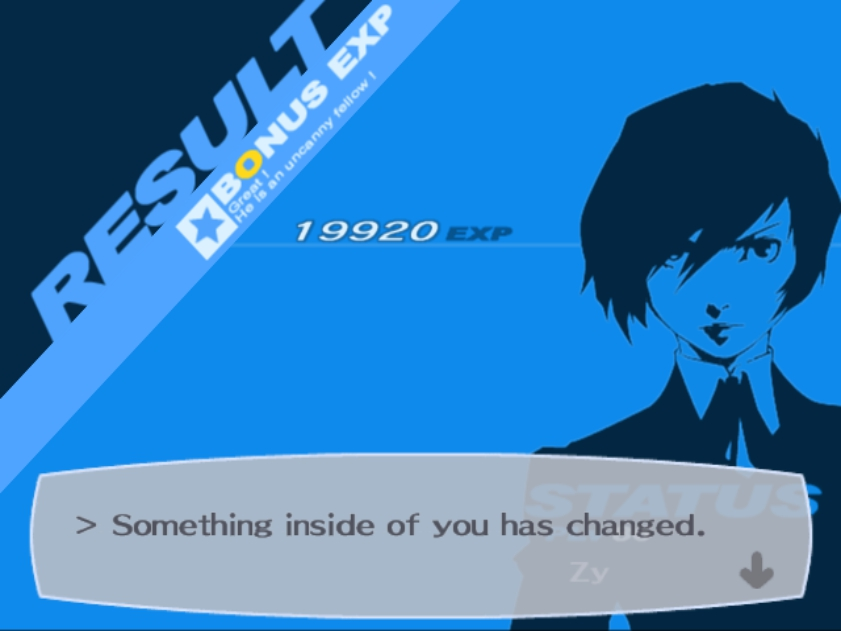 RESULT
BONUS EXP
Great !
He is an uncanny fellow !
19920 EXP
> Something inside of you has changed.
STATUS
Zy